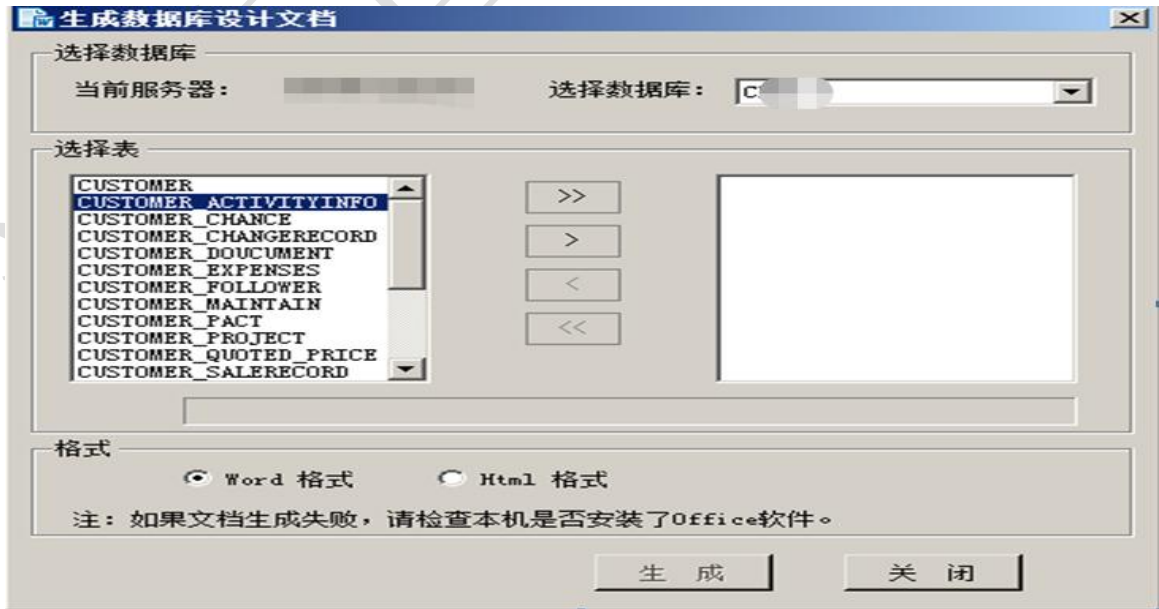 生成数据库设计文档
选择数据库
当前服务器: 选择数据库: C
选择表
CUSTOMER
CUSTOMER_ACTIVITYINFO
CUSTOMER_CHANCE
CUSTOMER_CHANGERECORD
CUSTOMER_DOUCUMENT
CUSTOMER_EXPENSES
CUSTOMER_FOLLOWER
CUSTOMER_MAINTAIN
CUSTOMER_PACT
CUSTOMER_PROJECT
CUSTOMER_QUOTED_PRICE
CUSTOMER_SALERECORD
>>
>
<
<<
格式
Word 格式 Html 格式
注: 如果文档生成失败，请检查本机是否安装了Office软件。
生 成 关 闭